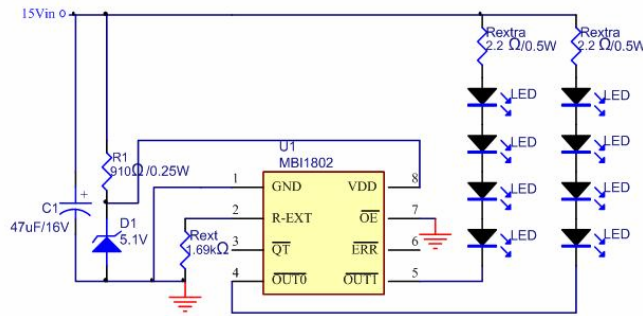 15Vin
Rextra
2.2 Ω/0.5W
Rextra
2.2 Ω/0.5W
LED
LED
LED
LED
LED
LED
LED
LED
R1
910Ω/0.25W
U1
MBI1802
1
GND
VDD
8
C1
+
47uF/16V
D1
5.1V
2
R-EXT
OE
7
Rext
1.69kΩ
3
QT
ERR
6
4
OUT0
OUT1
5